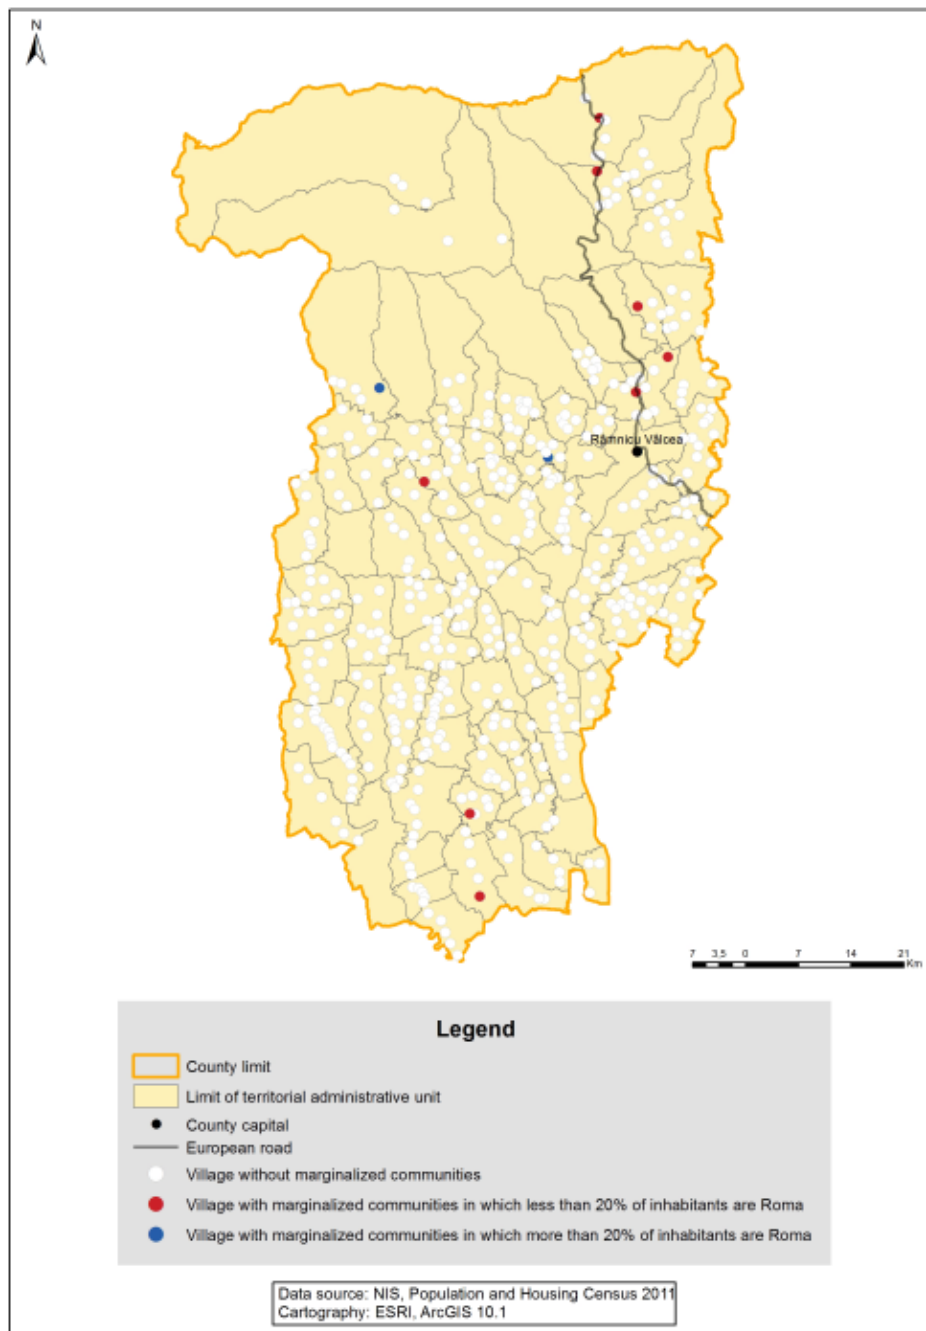 N
Râmnicu Vâlcea
7 3,5 0 7 14 21
Km
Legend
County limit
Limit of territorial administrative unit
County capital
European road
Village without marginalized communities
Village with marginalized communities in which less than 20% of inhabitants are Roma
Village with marginalized communities in which more than 20% of inhabitants are Roma
Data source: NIS, Population and Housing Census 2011
Cartography: ESRI, ArcGIS 10.1